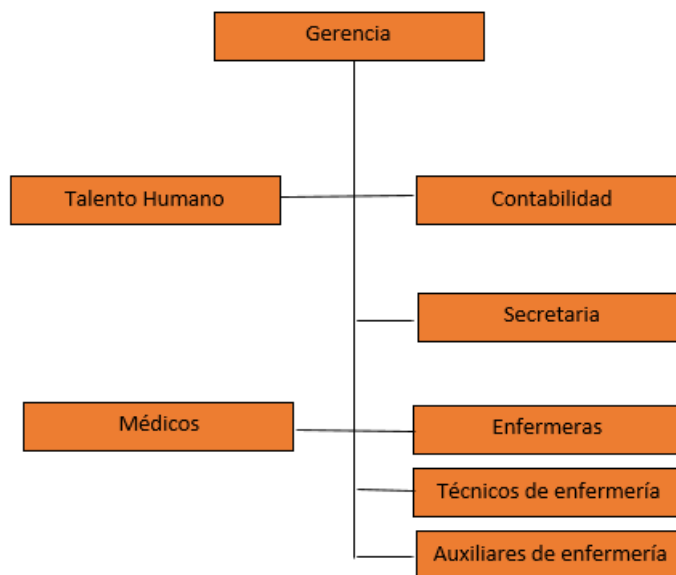 Gerencia
Talento Humano
Contabilidad
Secretaria
Médicos
Enfermeras
Técnicos de enfermería
Auxiliares de enfermería